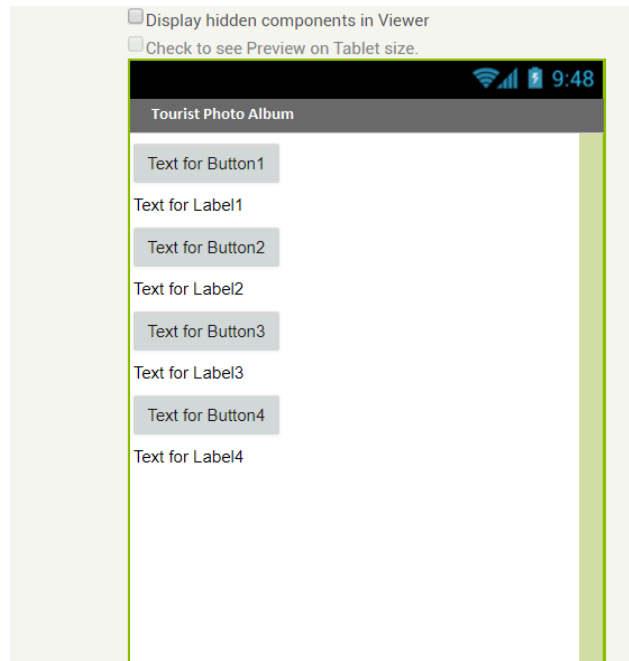 Display hidden components in Viewer
Check to see Preview on Tablet size.
9:48
Tourist Photo Album
Text for Button1
Text for Label1
Text for Button2
Text for Label2
Text for Button3
Text for Label3
Text for Button4
Text for Label4